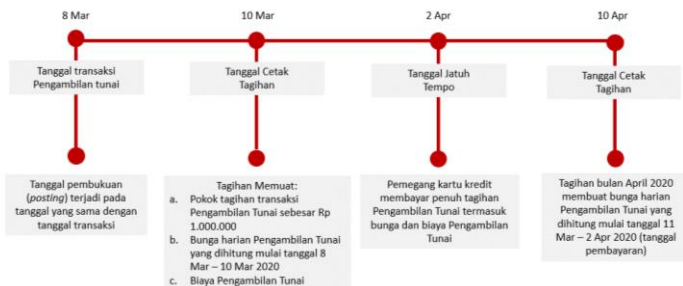 8 Mar
10 Mar
2 Apr
10 Apr
Tanggal transaksi
Pengambilan tunai
Tanggal Cetak
Tagihan
Tanggal Jatuh
Tempo
Tanggal Cetak
Tagihan
Tanggal pembukuan
(posting) terjadi pada
tanggal yang sama dengan
tanggal transaksi
Tagihan Memuat:
a. Pokok tagihan transaksi
Pengambilan Tunai sebesar Rp
1.000.000
b. Bunga harian Pengambilan Tunai
yang dihitung mulai tanggal 8
Mar – 10 Mar 2020
c. Biaya Pengambilan Tunai
Pemegang kartu kredit
membayar penuh tagihan
Pengambilan Tunai termasuk
bunga dan biaya Pengambilan
Tunai
Tagihan bulan April 2020
membuat bunga harian
Pengambilan Tunai yang
dihitung mulai tanggal 11
Mar – 2 Apr 2020 (tanggal
pembayaran)